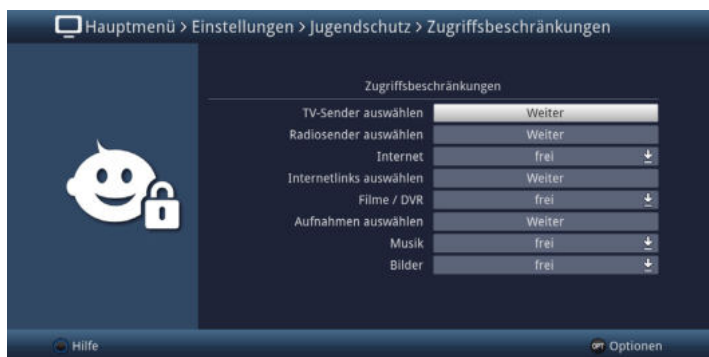 Hauptmenü > Einstellungen > Jugendschutz > Zugriffsbeschränkungen
Zugriffsbeschränkungen
TV-Sender auswählen Weiter
Radiosender auswählen Weiter
Internet frei
Internetlinks auswählen Weiter
Filme / DVR frei
Aufnahmen auswählen Weiter
Musik frei
Bilder frei
Hilfe OPT Optionen